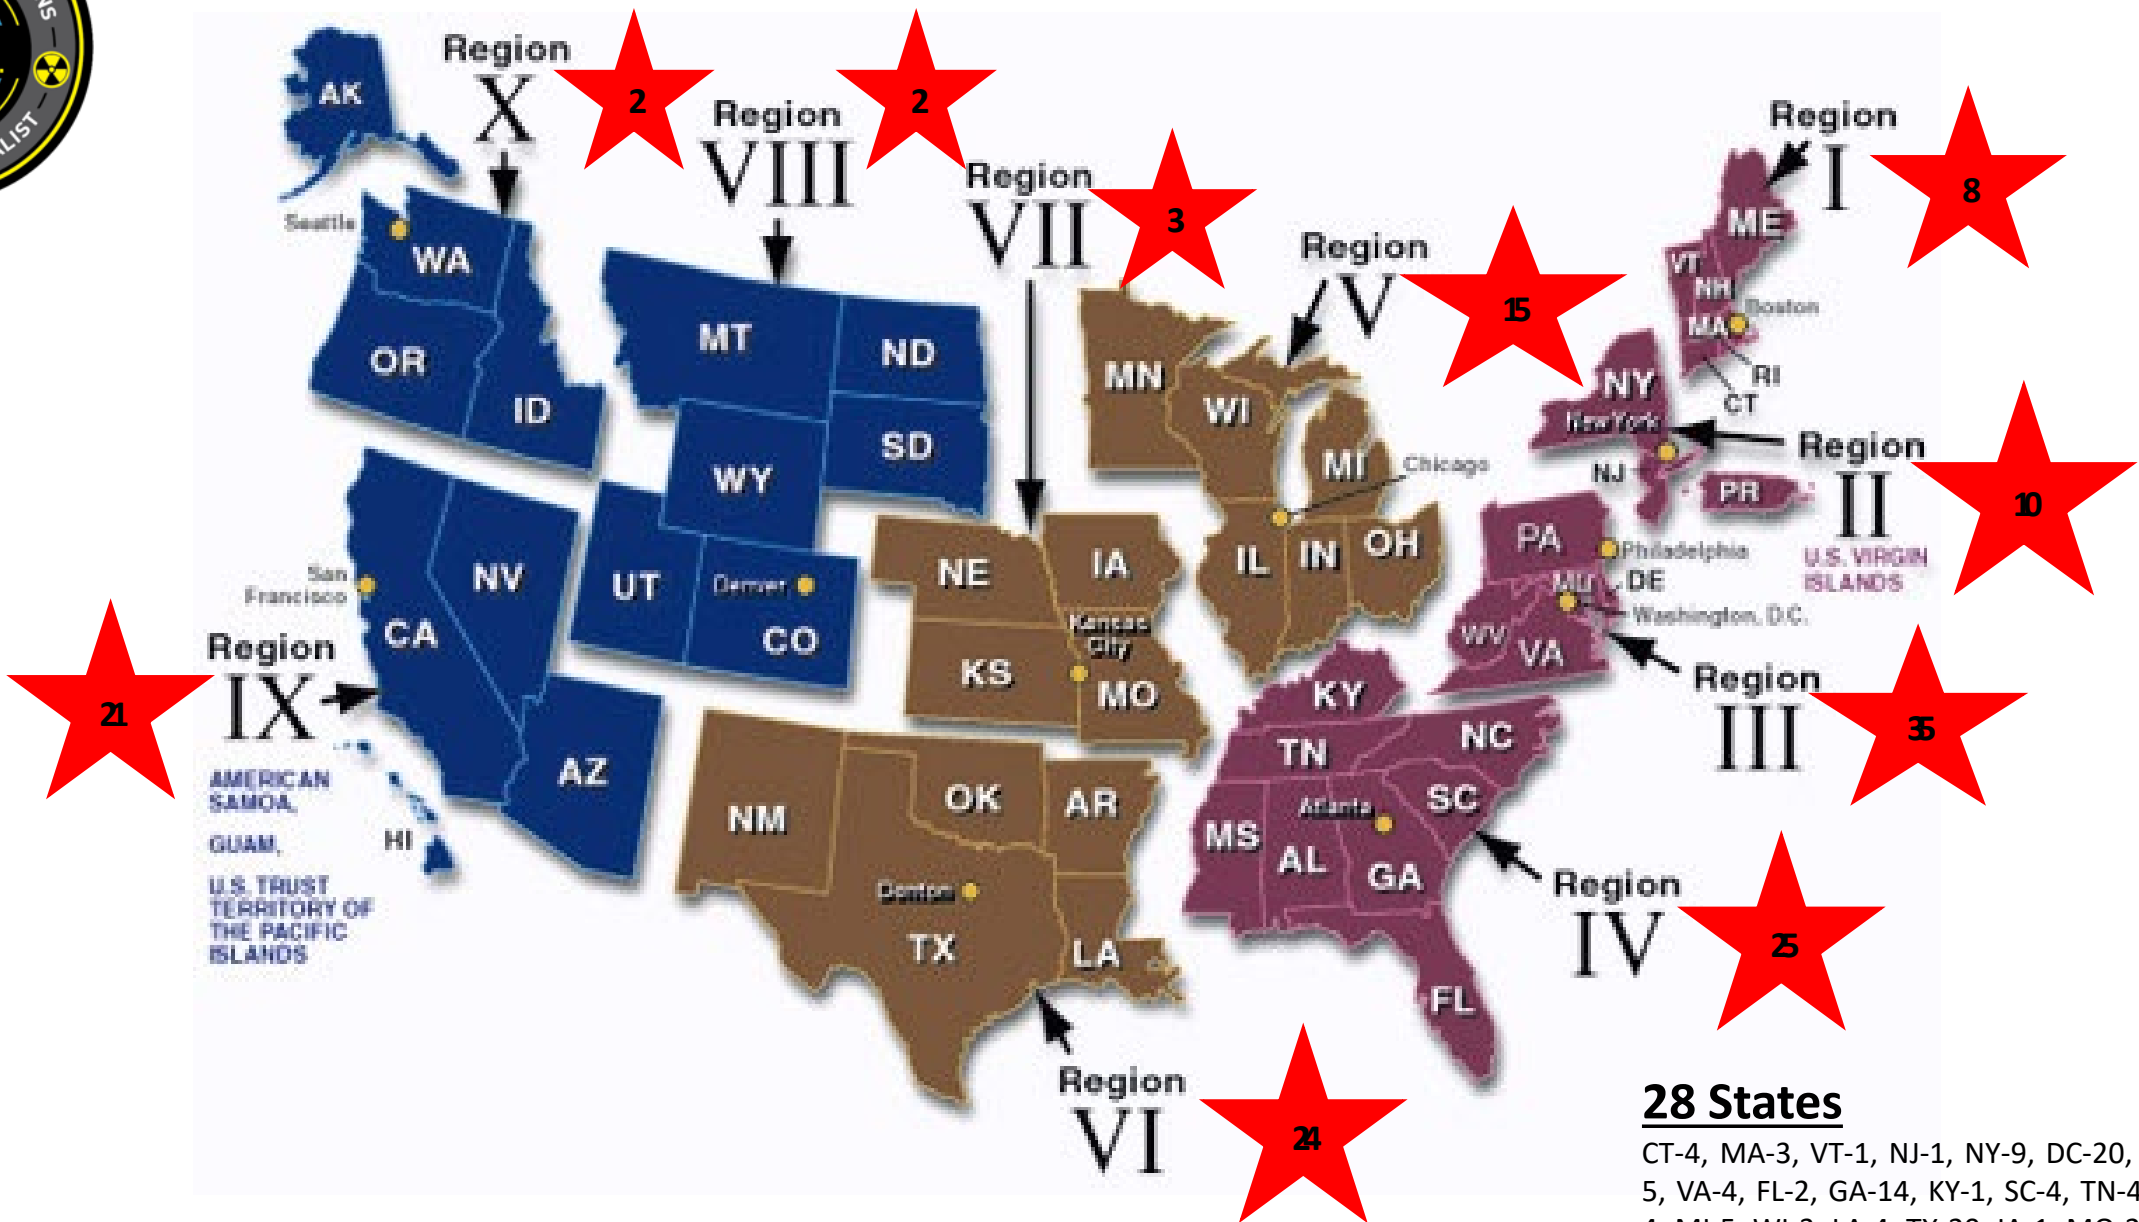 NS
ALIST
Region
X
2
Region
VIII
2
Region
VII
3
Region
V
15
Region
I
8
Region
II
10
Region
III
35
Region
IV
25
Region
VI
24
Region
IX
21
AK
Seattle
WA
OR
ID
MT
ND
SD
WY
UT
Denver
CO
San
Francisco
CA
NV
AZ
HI
AMERICAN
SAMOA,
GUAM,
U.S. TRUST
TERRITORY OF
THE PACIFIC
ISLANDS
NE
IA
Kansas
City
KS
MO
MN
WI
MI
Chicago
IL
IN
OH
NM
OK
AR
Denton
TX
LA
ME
VT
NH
Boston
MA
RI
CT
NY
New York
NJ
PR
U.S. VIRGIN
ISLANDS
PA
Philadelphia
MD
DE
Washington, D.C.
WV
VA
KY
TN
NC
SC
MS
AL
Atlanta
GA
FL
28 States
CT-4, MA-3, VT-1, NJ-1, NY-9, DC-20,
5, VA-4, FL-2, GA-14, KY-1, SC-4, TN-4